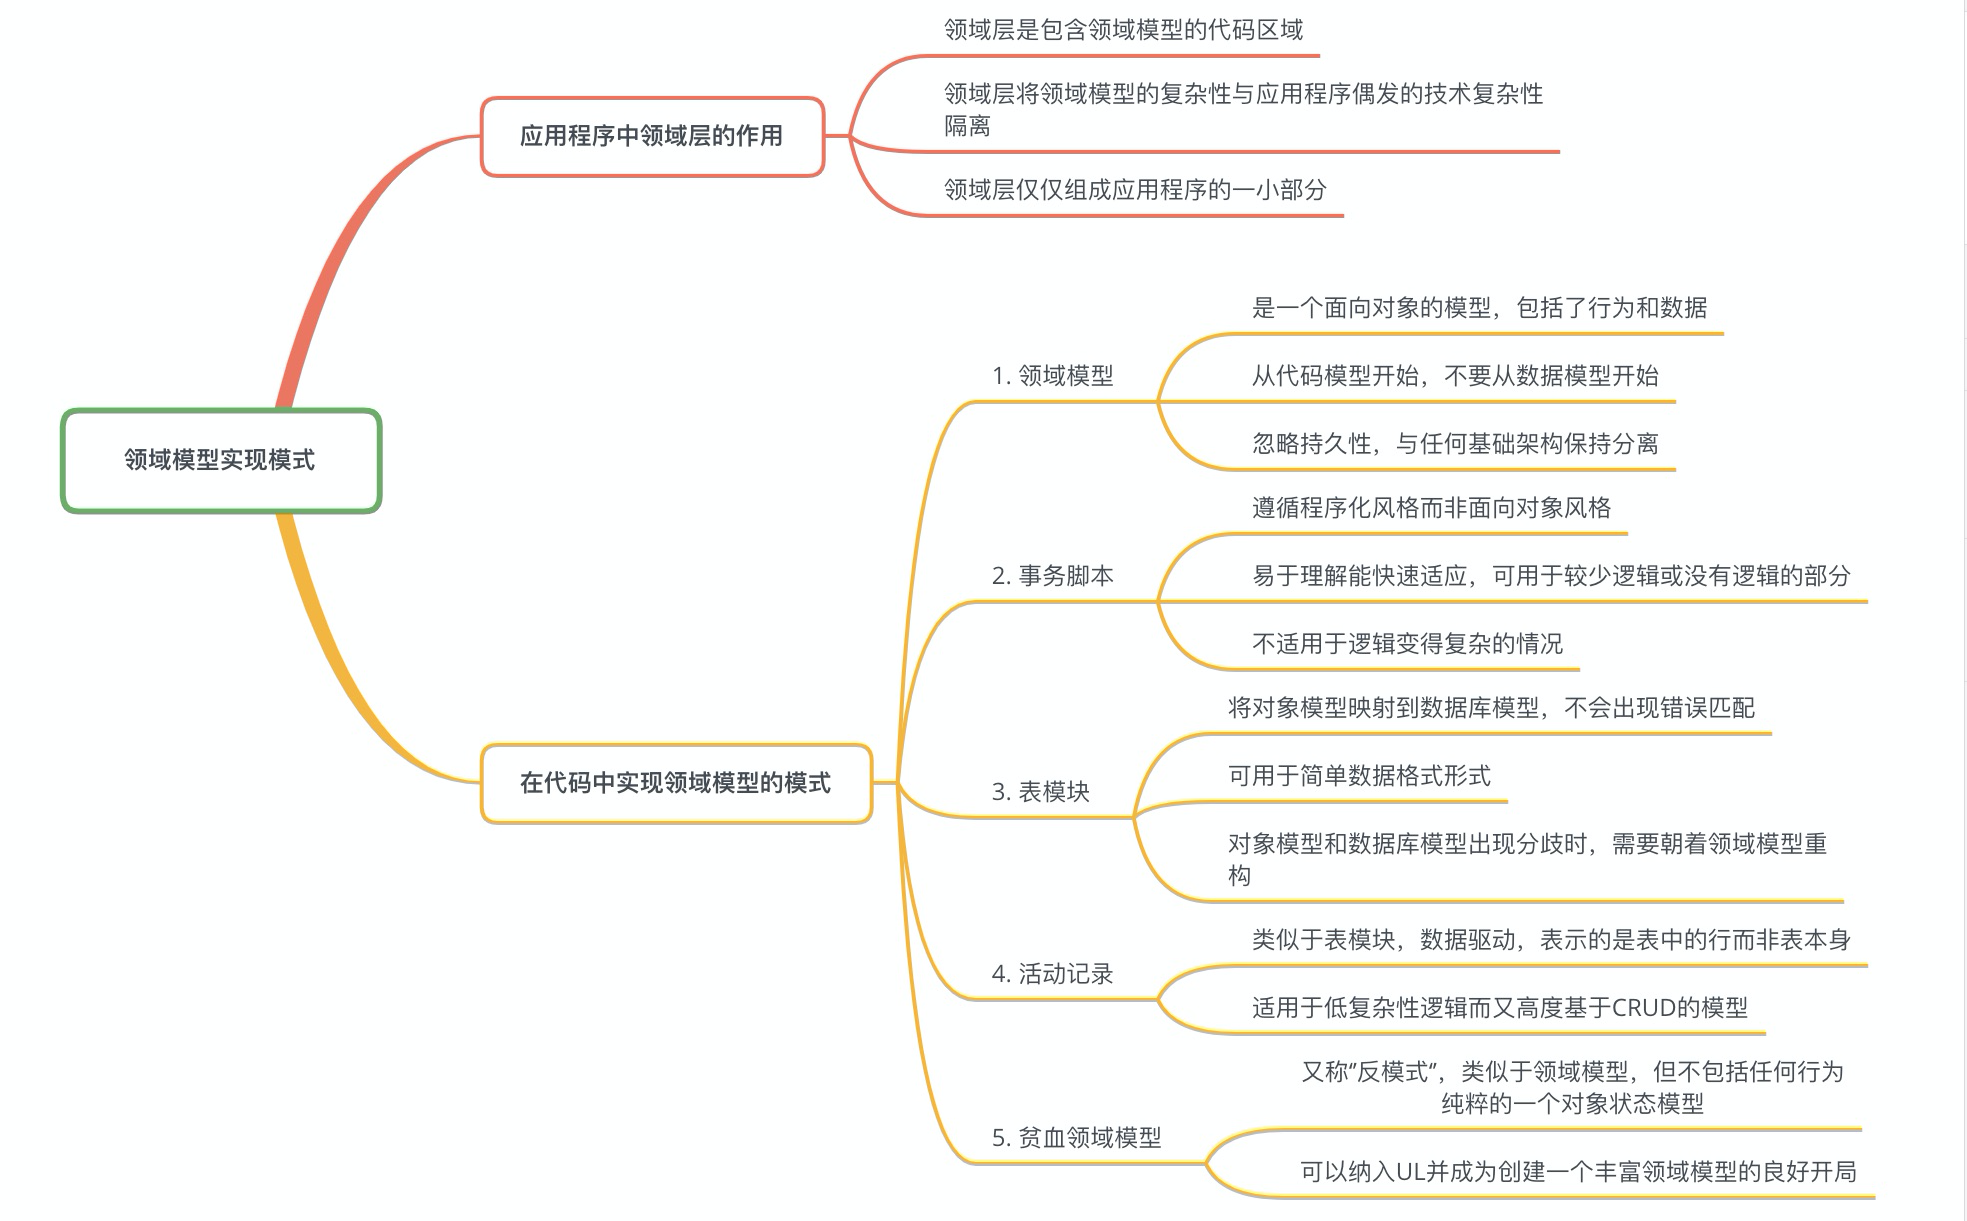 领域模型实现模式
应用程序中领域层的作用
领域层是包含领域模型的代码区域
领域层将领域模型的复杂性与应用程序偶发的技术复杂性
隔离
领域层仅仅组成应用程序的一小部分
在代码中实现领域模型的模式
1. 领域模型
是一个面向对象的模型，包括了行为和数据
从代码模型开始，不要从数据模型开始
忽略持久性，与任何基础架构保持分离
2. 事务脚本
遵循程序化风格而非面向对象风格
易于理解能快速适应，可用于较少逻辑或没有逻辑的部分
不适用于逻辑变得复杂的情况
3. 表模块
将对象模型映射到数据库模型，不会出现错误匹配
可用于简单数据格式形式
对象模型和数据库模型出现分歧时，需要朝着领域模型重
构
4. 活动记录
类似于表模块，数据驱动，表示的是表中的行而非表本身
适用于低复杂性逻辑而又高度基于CRUD的模型
5. 贫血领域模型
又称“反模式“，类似于领域模型，但不包括任何行为
纯粹的一个对象状态模型
可以纳入UL并成为创建一个丰富领域模型的良好开局